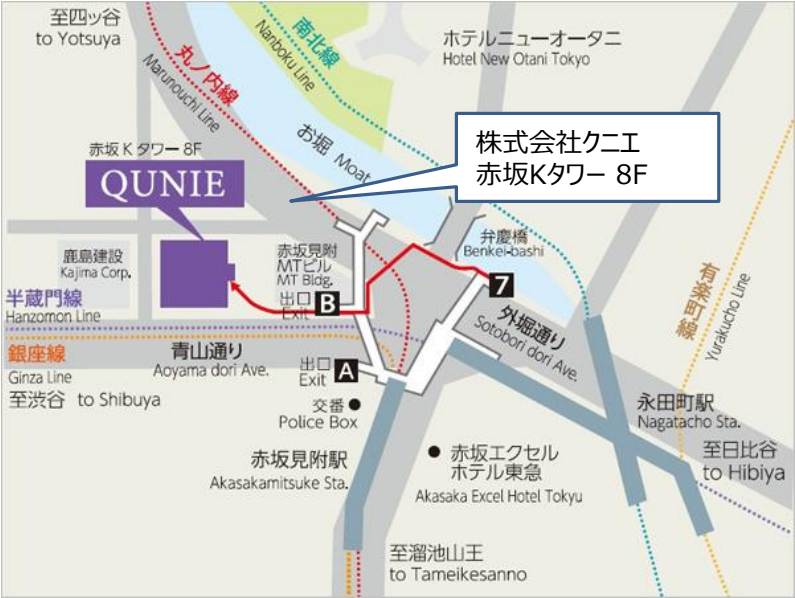 至四ッ谷
to Yotsuya
丸ノ内線
Marunouchi Line
南北線
Nanboku Line
ホテルニューオータニ
Hotel New Otani Tokyo
株式会社クニエ
赤坂Kタワー 8F
お堀 Moat
赤坂 K タワー 8F
QUNIE
鹿島建設
Kajima Corp.
赤坂見附
MTビル
MT Bldg.
出口
Exit
B
弁慶橋
Benkei-bashi
7
外堀通り
Sotobori dori Ave.
有楽町線
Yurakucho Line
半蔵門線
Hanzomon Line
銀座線
Ginza Line
至渋谷 to Shibuya
青山通り
Aoyama dori Ave.
出口
Exit
A
交番
Police Box
赤坂見附駅
Akasakamitsuke Sta.
赤坂エクセル
ホテル東急
Akasaka Excel Hotel Tokyu
永田町駅
Nagatacho Sta.
至日比谷
to Hibiya
至溜池山王
to Tameikesanno